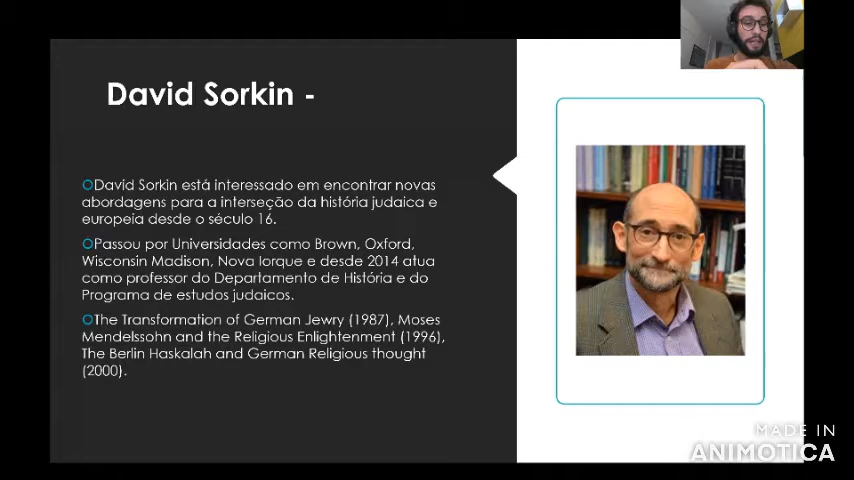 David Sorkin -
David Sorkin está interessado em encontrar novas
abordagens para a interseção da história judaica e
europeia desde o século 16.
Passou por Universidades como Brown, Oxford,
Wisconsin Madison, Nova Iorque e desde 2014 atua
como professor do Departamento de História e do
Programa de estudos judaicos.
The Transformation of German Jewry (1987), Moses
Mendelssohn and the Religious Enlightenment (1996),
The Berlin Haskalah and German Religious thought
(2000).
MADE IN
ANIMOTICA